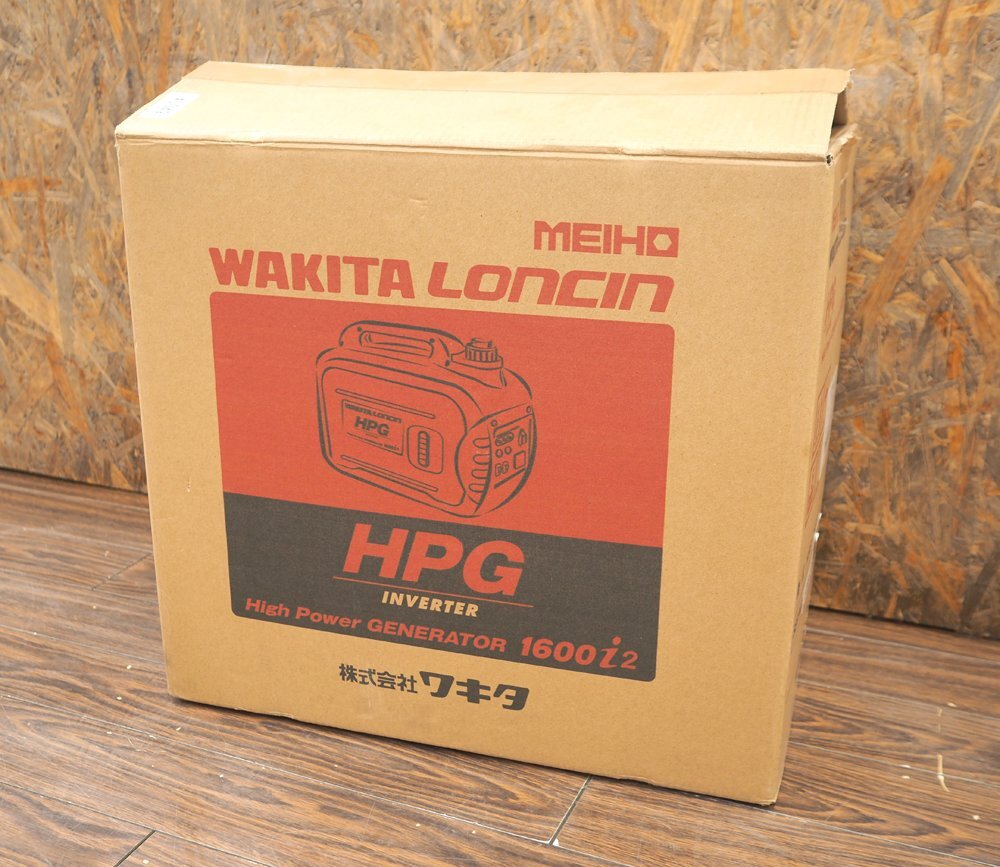 MEIHO
WAKITA LONCIN
WAKITA LONCIN
HPG
HPG
INVERTER
High Power GENERATOR 1600i2
株式会社ワキタ